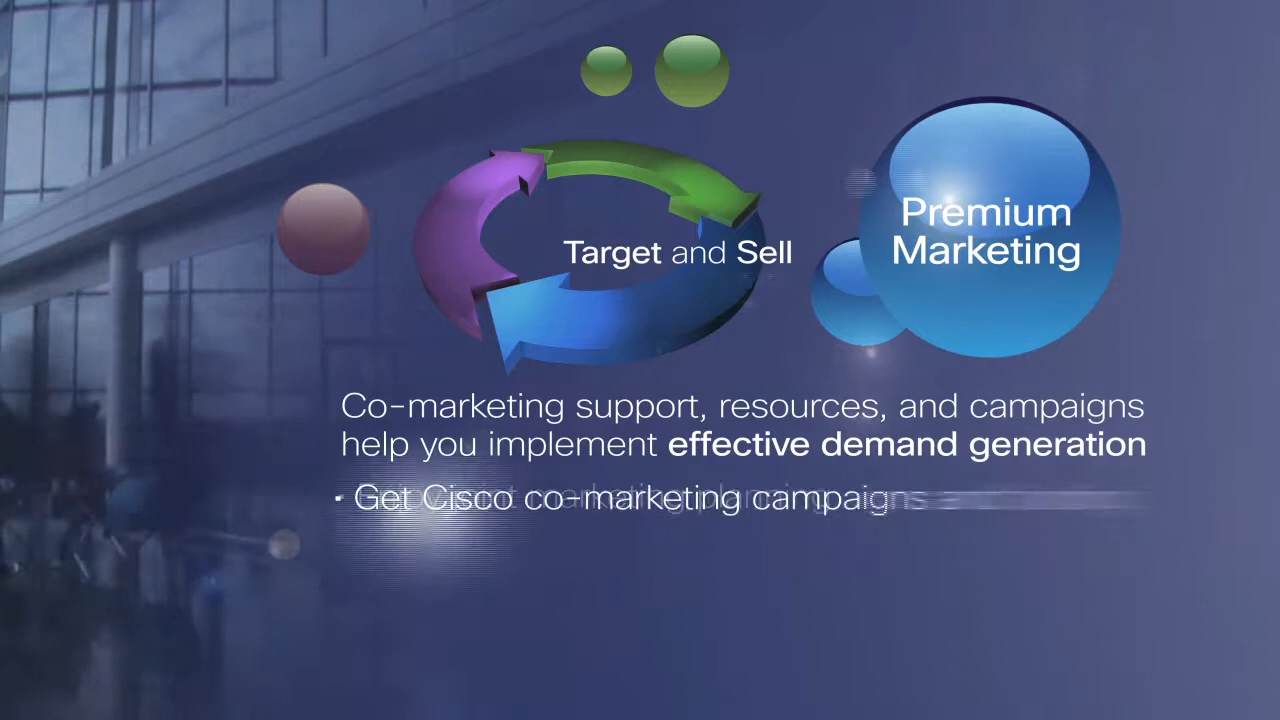 Target and Sell
Premium
Marketing
Co-marketing support, resources, and campaigns
help you implement effective demand generation
· Get Cisco co-marketing campaigns